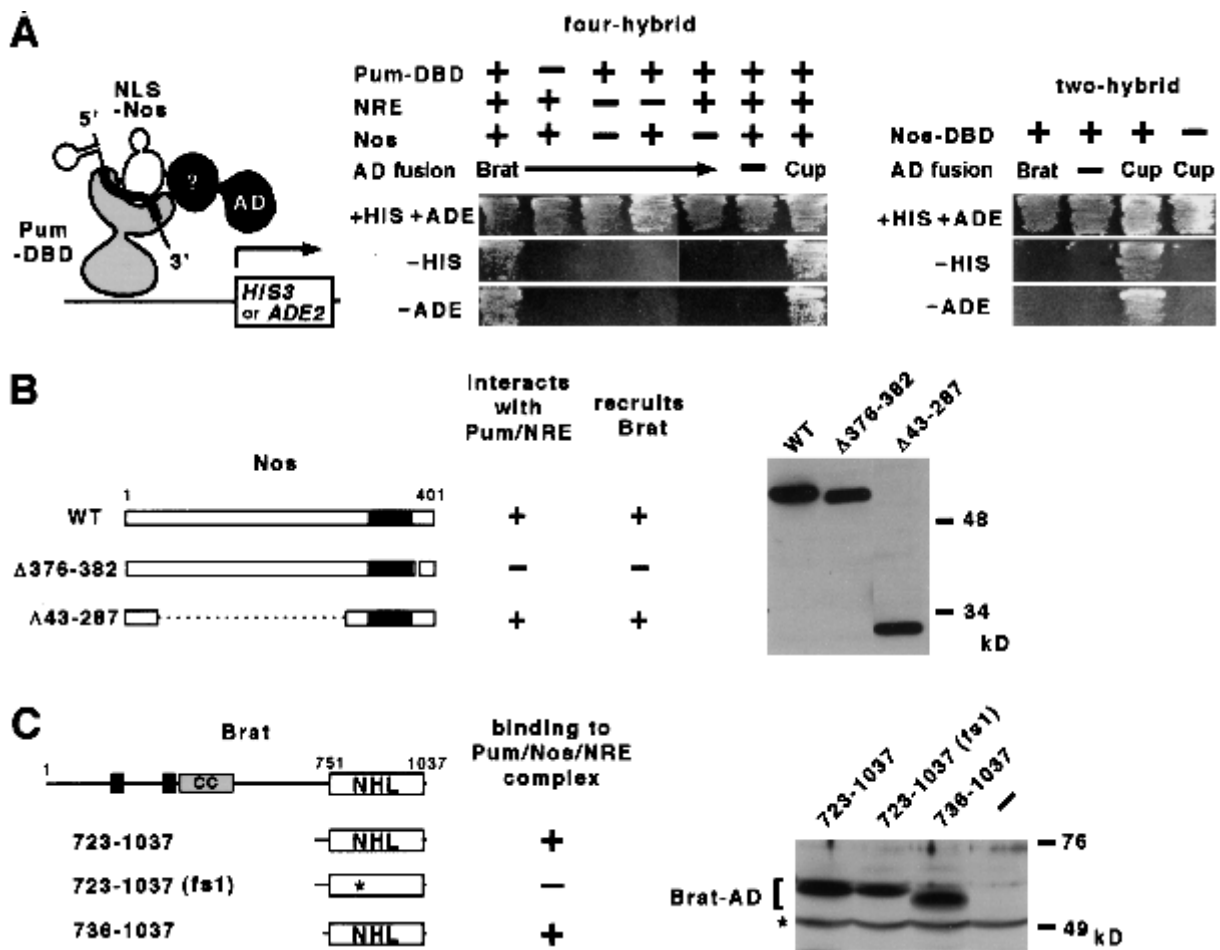 A
four-hybrid
Pum-DBD + − + + + + +
NRE + + − − + + +
Nos + + − + − + +
AD fusion Brat − Cup
+HIS +ADE
−HIS
−ADE
NLS
-Nos
5'
?
AD
Pum
-DBD
3'
HIS3
or ADE2
two-hybrid
Nos-DBD + + + −
AD fusion Brat − Cup Cup
+HIS +ADE
−HIS
−ADE
B
Nos
interacts
with
Pum/NRE
recruits
Brat
1 401
WT + +
Δ376-382 − −
Δ43-287 + +
WT Δ376-382 Δ43-287
48
34
kD
C
Brat
binding to
Pum/Nos/NRE
complex
1 751 1037
CC NHL
723-1037 NHL +
723-1037 (fs1) * −
736-1037 NHL +
723-1037 723-1037 (fs1) 736-1037 −
76
Brat-AD
*
49 kD